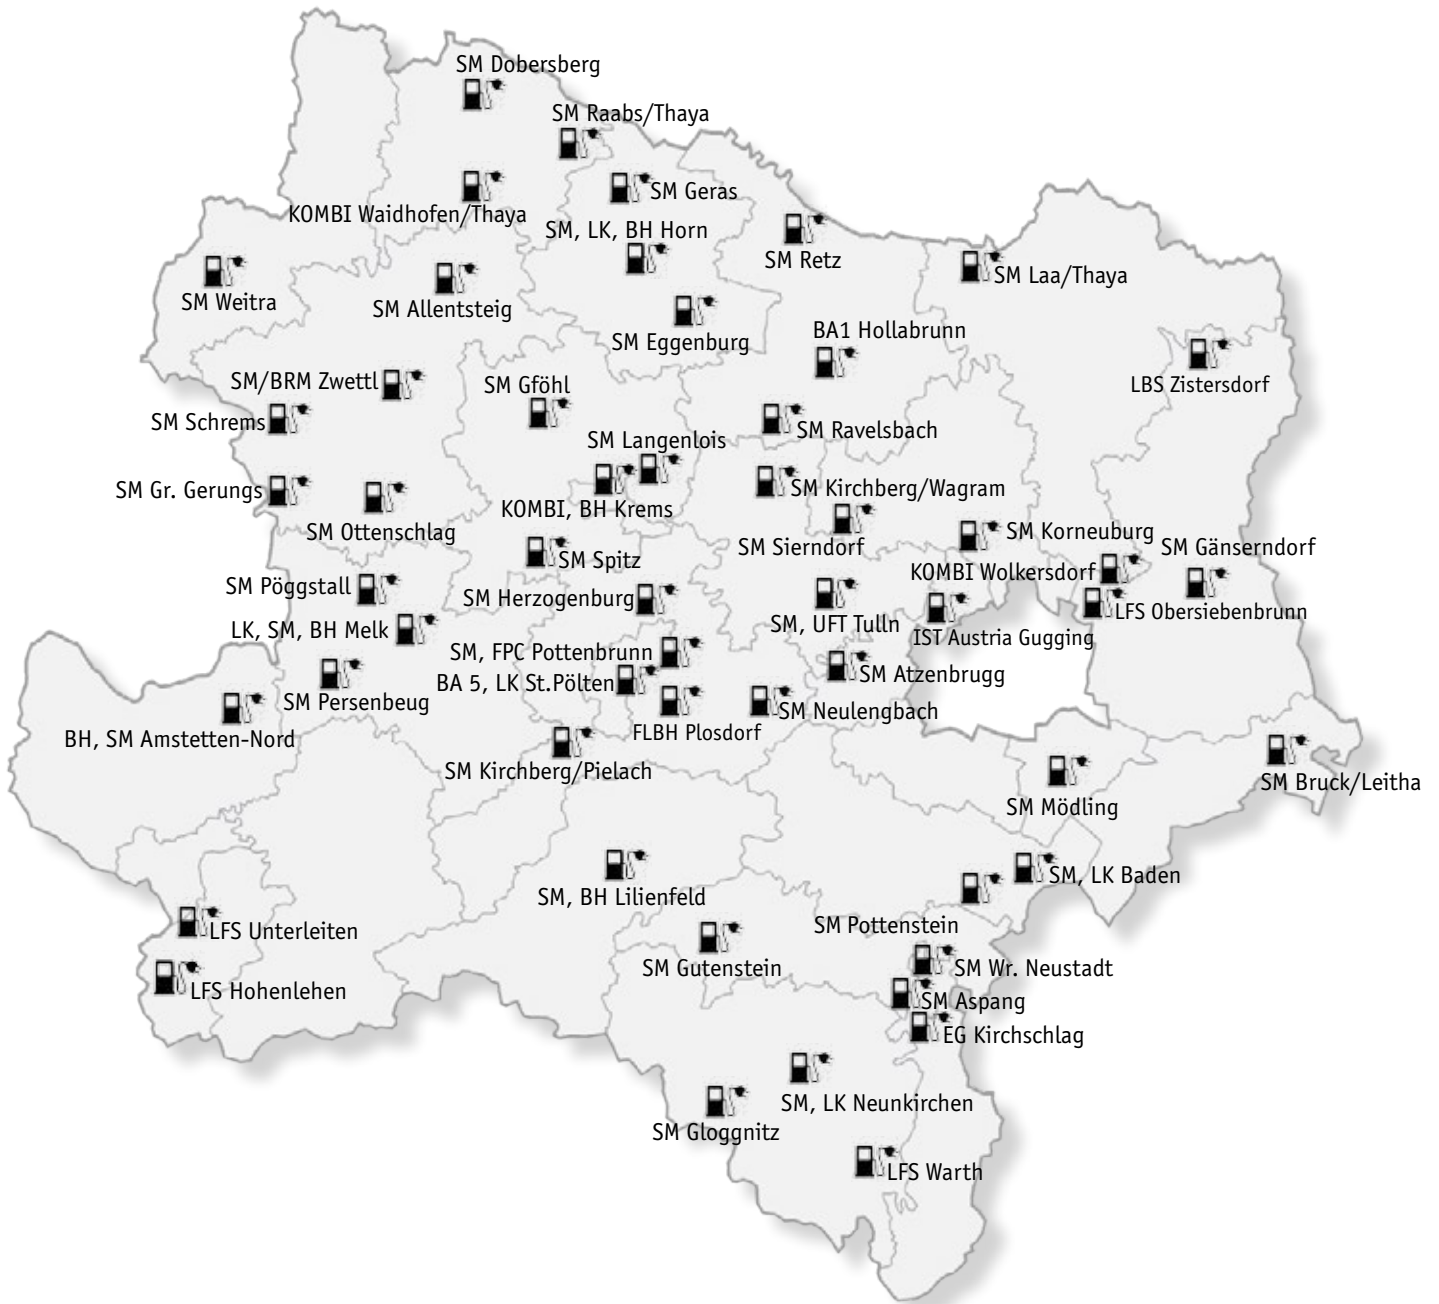 SM Dobersberg
SM Raabs/Thaya
SM Geras
KOMBI Waidhofen/Thaya
SM, LK, BH Horn
SM Retz
SM Laa/Thaya
SM Weitra
SM Allentsteig
SM Eggenburg
BA1 Hollabrunn
SM/BRM Zwettl
SM Gföhl
LBS Zistersdorf
SM Schrems
SM Langenlois
SM Ravelsbach
SM Gr. Gerungs
SM Kirchberg/Wagram
KOMBI, BH Krems
SM Ottenschlag
SM Sierndorf
SM Korneuburg
SM Gänserndorf
SM Spitz
KOMBI Wolkersdorf
SM Pöggstall
SM Herzogenburg
LFS Obersiebenbrunn
LK, SM, BH Melk
SM, UFT Tulln
IST Austria Gugging
SM, FPC Pottenbrunn
SM Atzenbrugg
BA 5, LK St.Pölten
SM Persenbeug
SM Neulengbach
FLBH Plosdorf
BH, SM Amstetten-Nord
SM Kirchberg/Pielach
SM Bruck/Leitha
SM Mödling
SM, LK Baden
SM, BH Lilienfeld
SM Pottenstein
LFS Unterleiten
SM Gutenstein
SM Wr. Neustadt
LFS Hohenlehen
SM Aspang
EG Kirchschlag
SM, LK Neunkirchen
SM Gloggnitz
LFS Warth